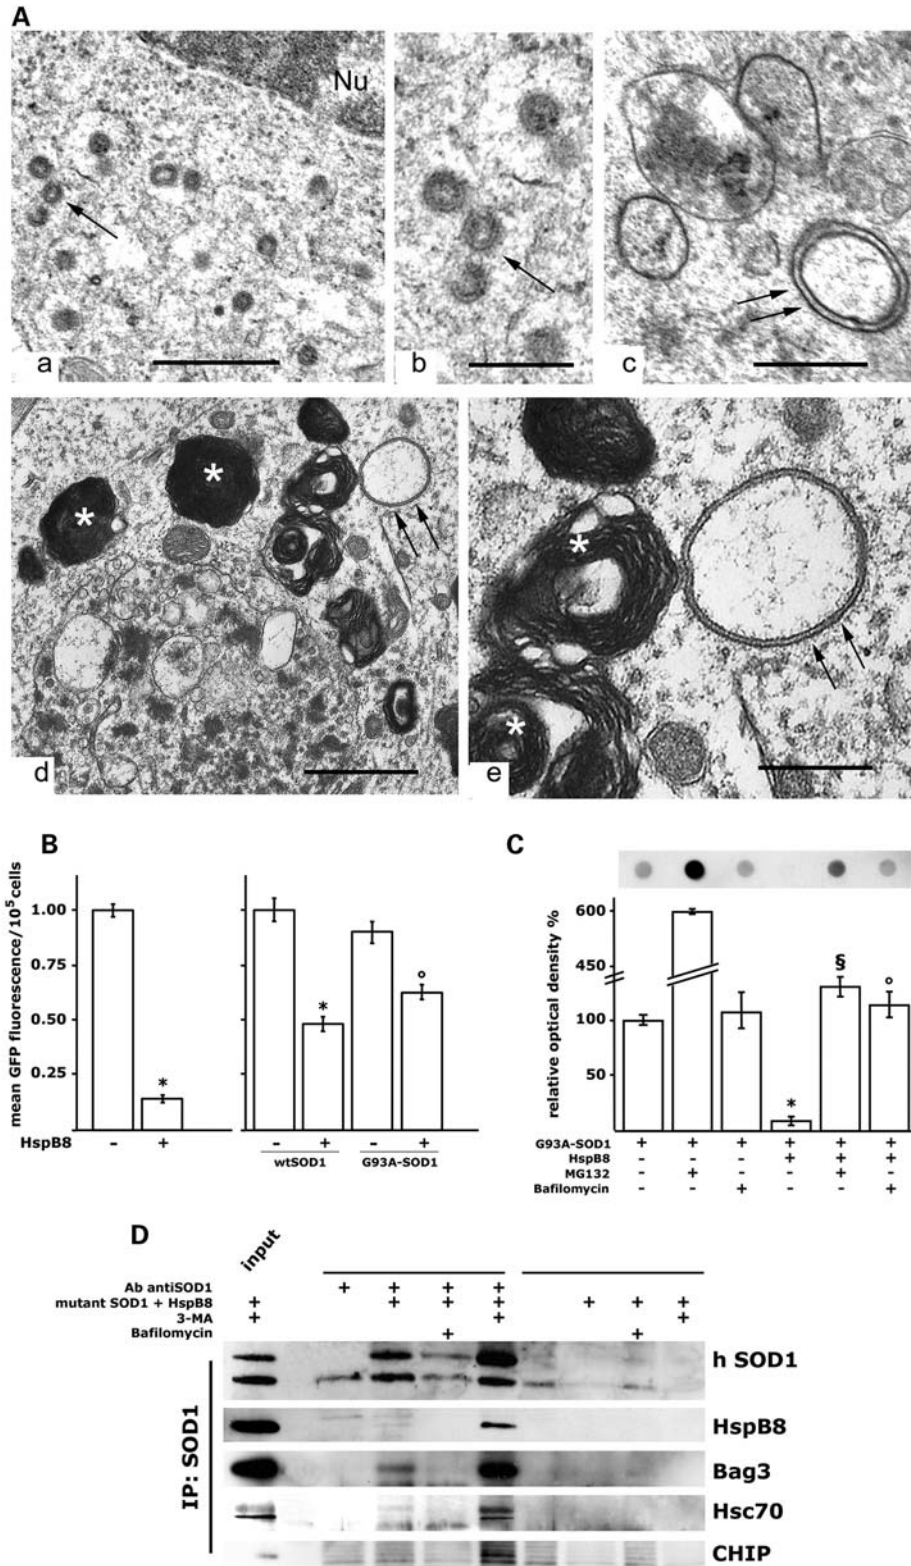 A
Nu
a
b
c
*
*
d
*
*
e
B
mean GFP fluorescence/10⁵ cells
1.00
0.75
0.50
0.25
*
*
°
HspB8 - + - + - +
wtSOD1 G93A-SOD1
C
relative optical density %
600
450
100
50
*
§
°
G93A-SOD1 + + + + + +
HspB8 - - - + + +
MG132 - + - - + -
Bafilomycin - - + - - +
D
input
Ab antiSOD1 + + + +
mutant SOD1 + HspB8 + + + + + + +
3-MA + + +
Bafilomycin + +
IP: SOD1
h SOD1
HspB8
Bag3
Hsc70
CHIP